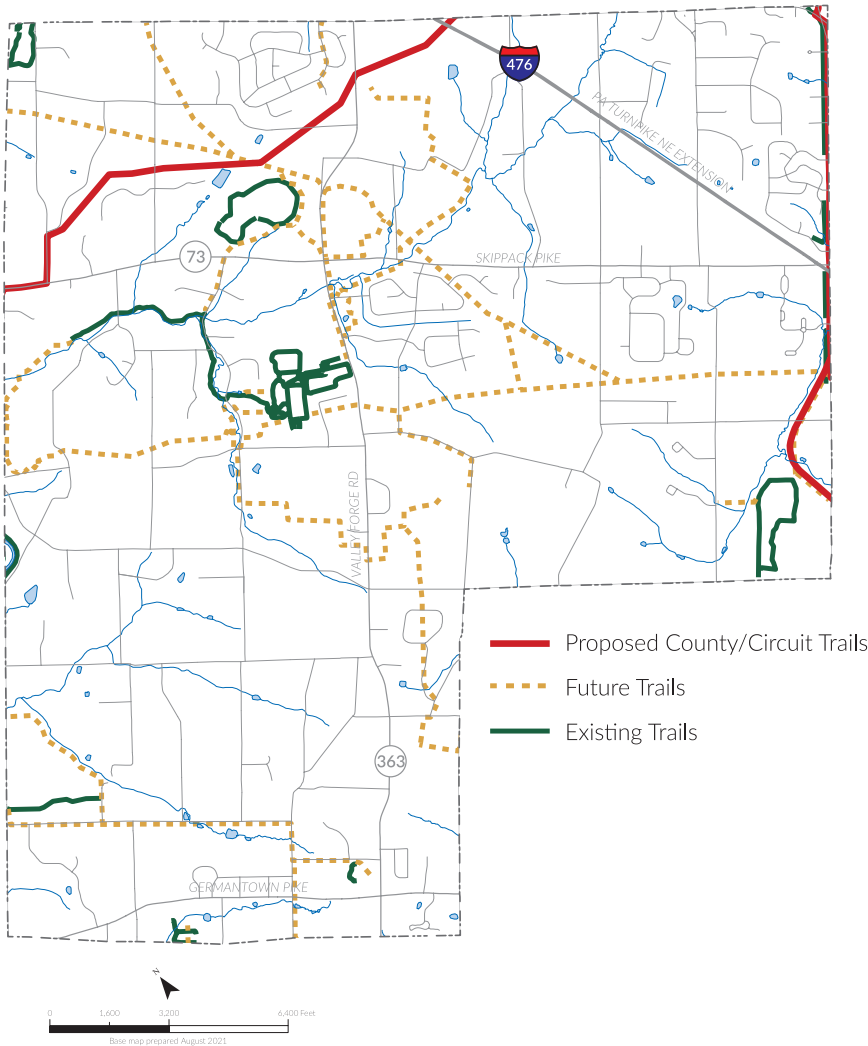 476
PA TURNPIKE NE EXTENSION
73
SKIPPACK PIKE
VALLEY FORGE RD
Proposed County/Circuit Trails
Future Trails
Existing Trails
363
GERMANTOWN PIKE
N
0 1,600 3,200 6,400 Feet
Base map prepared August 2021